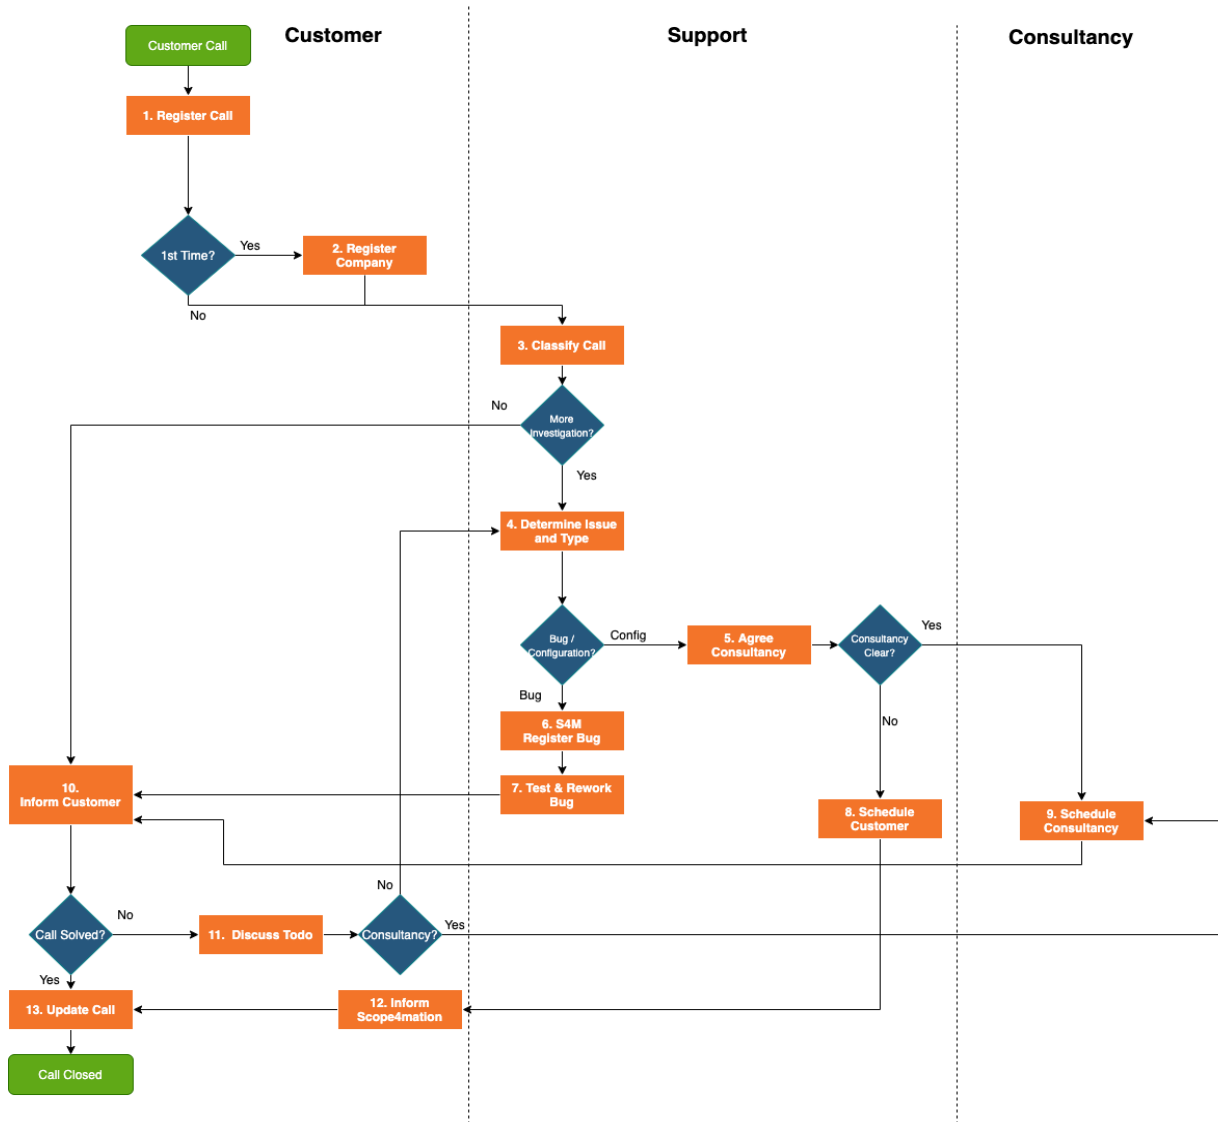 Customer
Support
Consultancy
Customer Call
1. Register Call
1st Time?
Yes
2. Register
Company
No
3. Classify Call
No
More
Investigation?
Yes
4. Determine Issue
and Type
Bug /
Configuration?
Config
5. Agree
Consultancy
Consultancy
Clear?
Yes
Bug
No
6. S4M
Register Bug
7. Test & Rework
Bug
10.
Inform Customer
8. Schedule
Customer
9. Schedule
Consultancy
Call Solved?
No
11.  Discuss Todo
No
Consultancy?
Yes
Yes
13. Update Call
12. Inform
Scope4mation
Call Closed